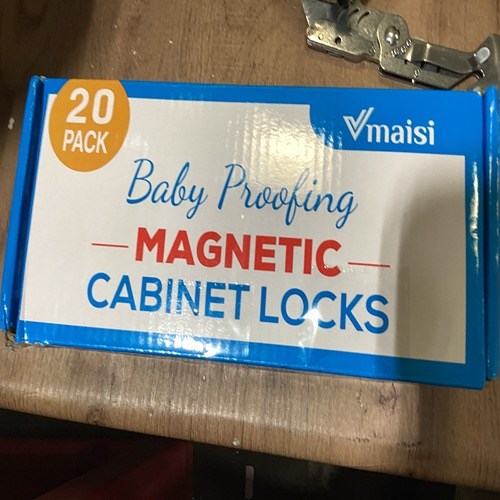 20
PACK
Vmaisi
Baby Proofing
MAGNETIC
CABINET LOCKS